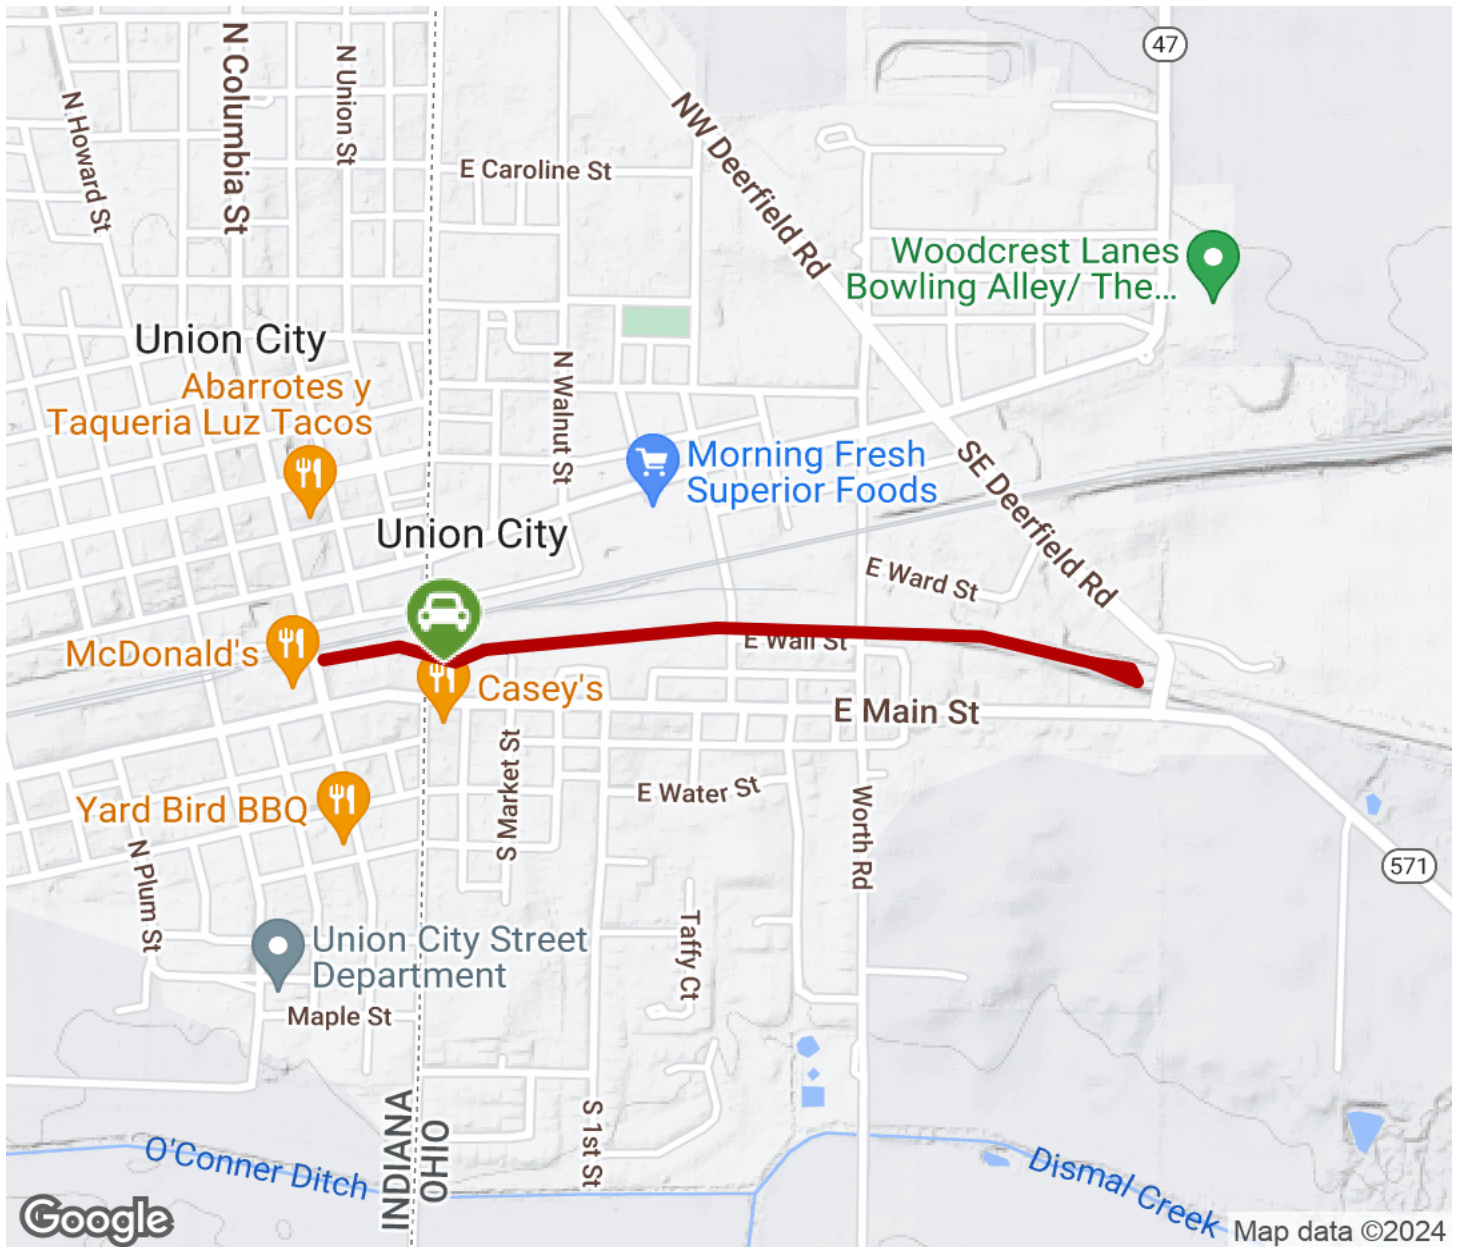 N Columbia St
N Union St
47
N Howard St
NW Deerfield Rd
E Caroline St
Woodcrest Lanes
Bowling Alley/ The...
Union City
Abarrotes y
Taqueria Luz Tacos
N Walnut St
Morning Fresh
Superior Foods
SE Deerfield Rd
Union City
E Ward St
McDonald's
E Wall St
Casey's
E Main St
S Market St
E Water St
Yard Bird BBQ
Worth Rd
N Plum St
571
Union City Street
Department
Taffy Ct
Maple St
INDIANA
OHIO
S 1st St
O'Conner Ditch
Dismal Creek
Google
Map data ©2024